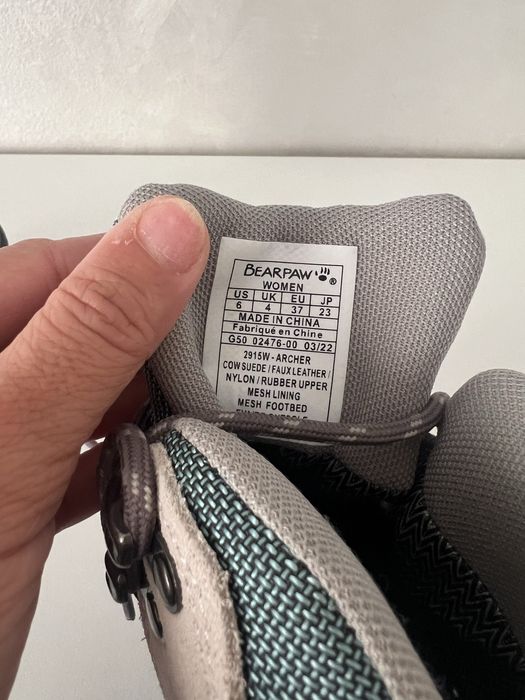 BEARPAW ®
WOMEN
US UK EU JP
6 4 37 23
MADE IN CHINA
Fabriqué en Chine
G50 02476-00 03/22
2915W - ARCHER
COW SUEDE / FAUX LEATHER /
NYLON / RUBBER UPPER
MESH LINING
MESH FOOTBED